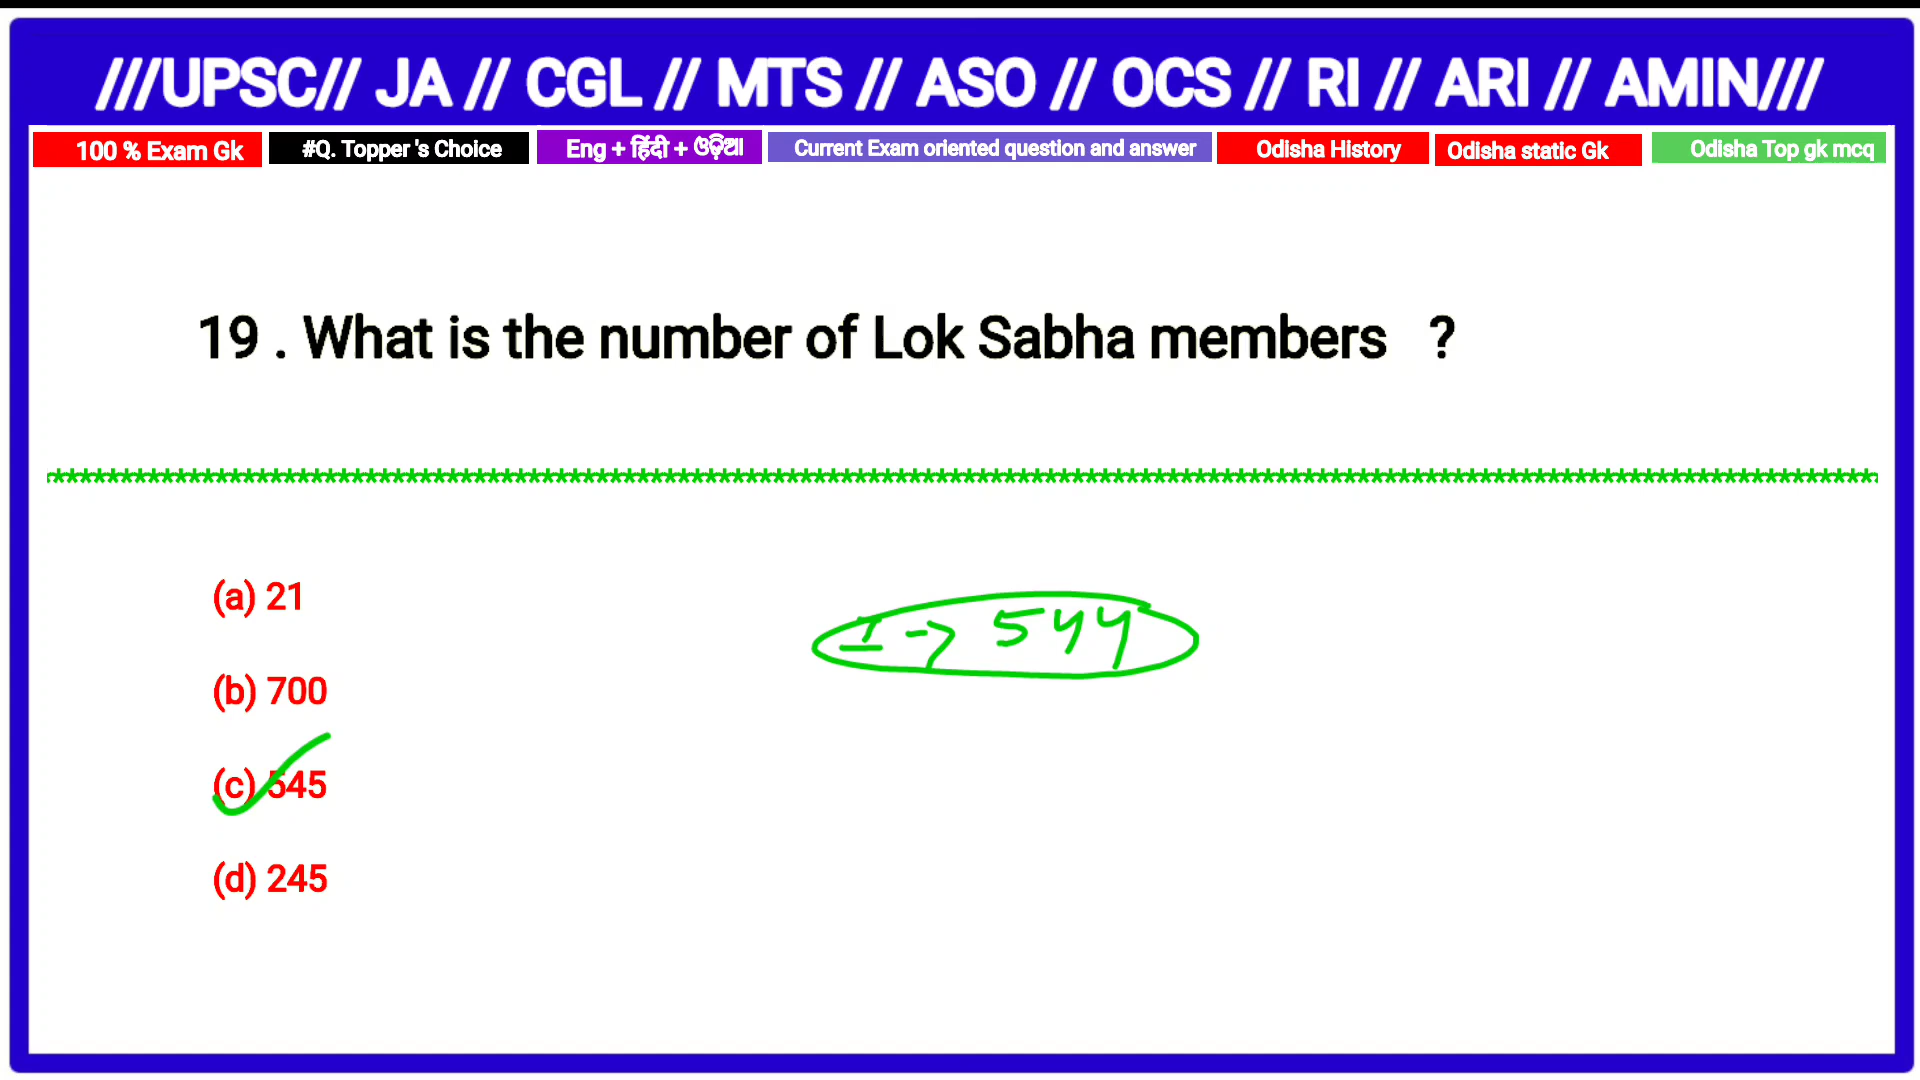 ///UPSC// JA // CGL // MTS // ASO // OCS // RI // ARI // AMIN///
100 % Exam Gk #Q. Topper 's Choice Eng + हिंदी + ଓଡ଼ିଆ Current Exam oriented question and answer Odisha History Odisha static Gk Odisha Top gk mcq
19 . What is the number of Lok Sabha members ?
*****************************************************************************************************************************************
(a) 21
I -> 544
(b) 700
(c) 545
(d) 245